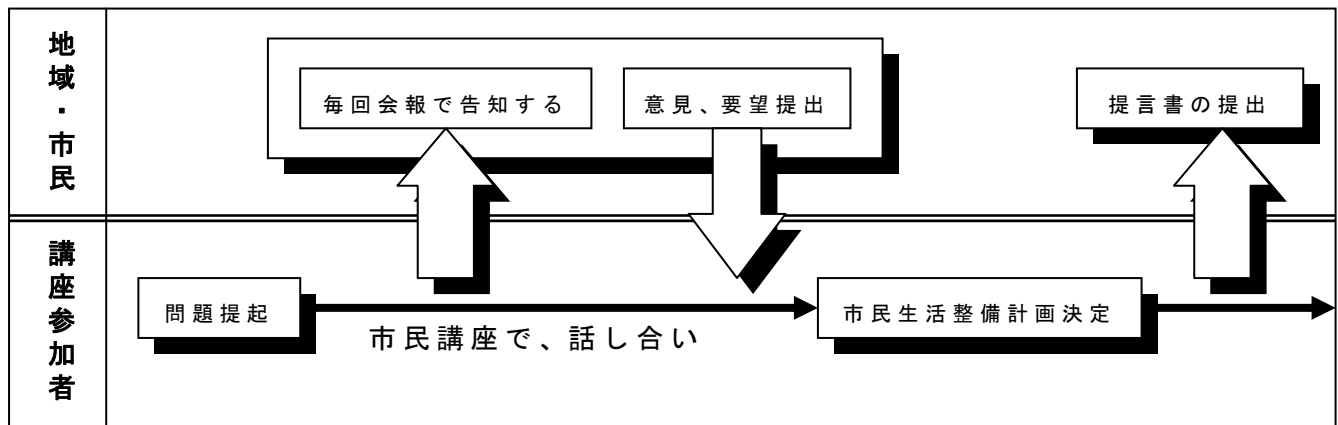 地域・市民
毎回会報で告知する
意見、要望提出
提言書の提出
講座参加者
問題提起
市民講座で、話し合い
市民生活整備計画決定